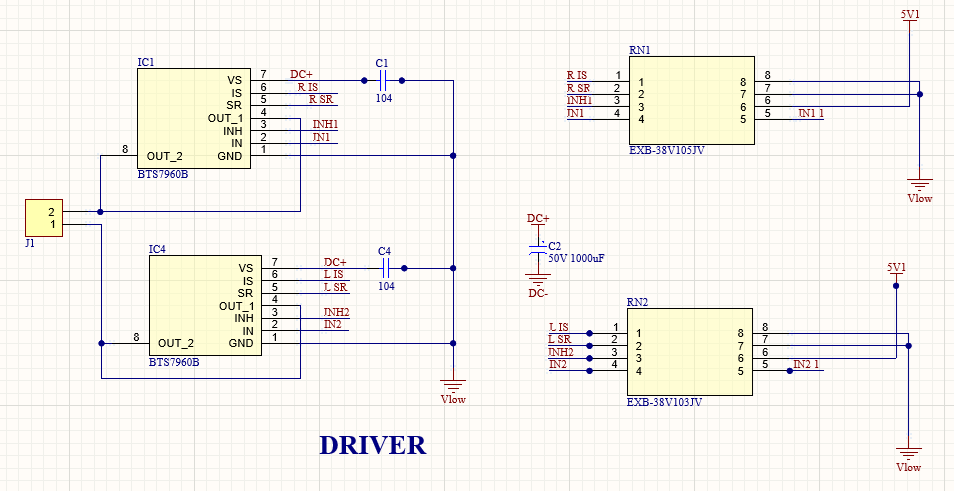 5V1
IC1
VS 7 DC+
IS 6 R IS
SR 5 R SR
OUT_1 4
INH 3 INH1
IN 2 IN1
8 OUT_2 GND 1
BTS7960B
C1
104
2
1
J1
IC4
VS 7 DC+
IS 6 L IS
SR 5 L SR
OUT_1 4
INH 3 INH2
IN 2 IN2
8 OUT_2 GND 1
BTS7960B
C4
104
Vlow
RN1
R IS 1 1 8 8
R SR 2 2 7 7
INH1 3 3 6 6
IN1 4 4 5 5 IN1 1
EXB-38V105JV
Vlow
DC+
C2
50V 1000uF
DC-
5V1
RN2
L IS 1 1 8 8
L SR 2 2 7 7
INH2 3 3 6 6
IN2 4 4 5 5 IN2 1
EXB-38V103JV
Vlow
DRIVER